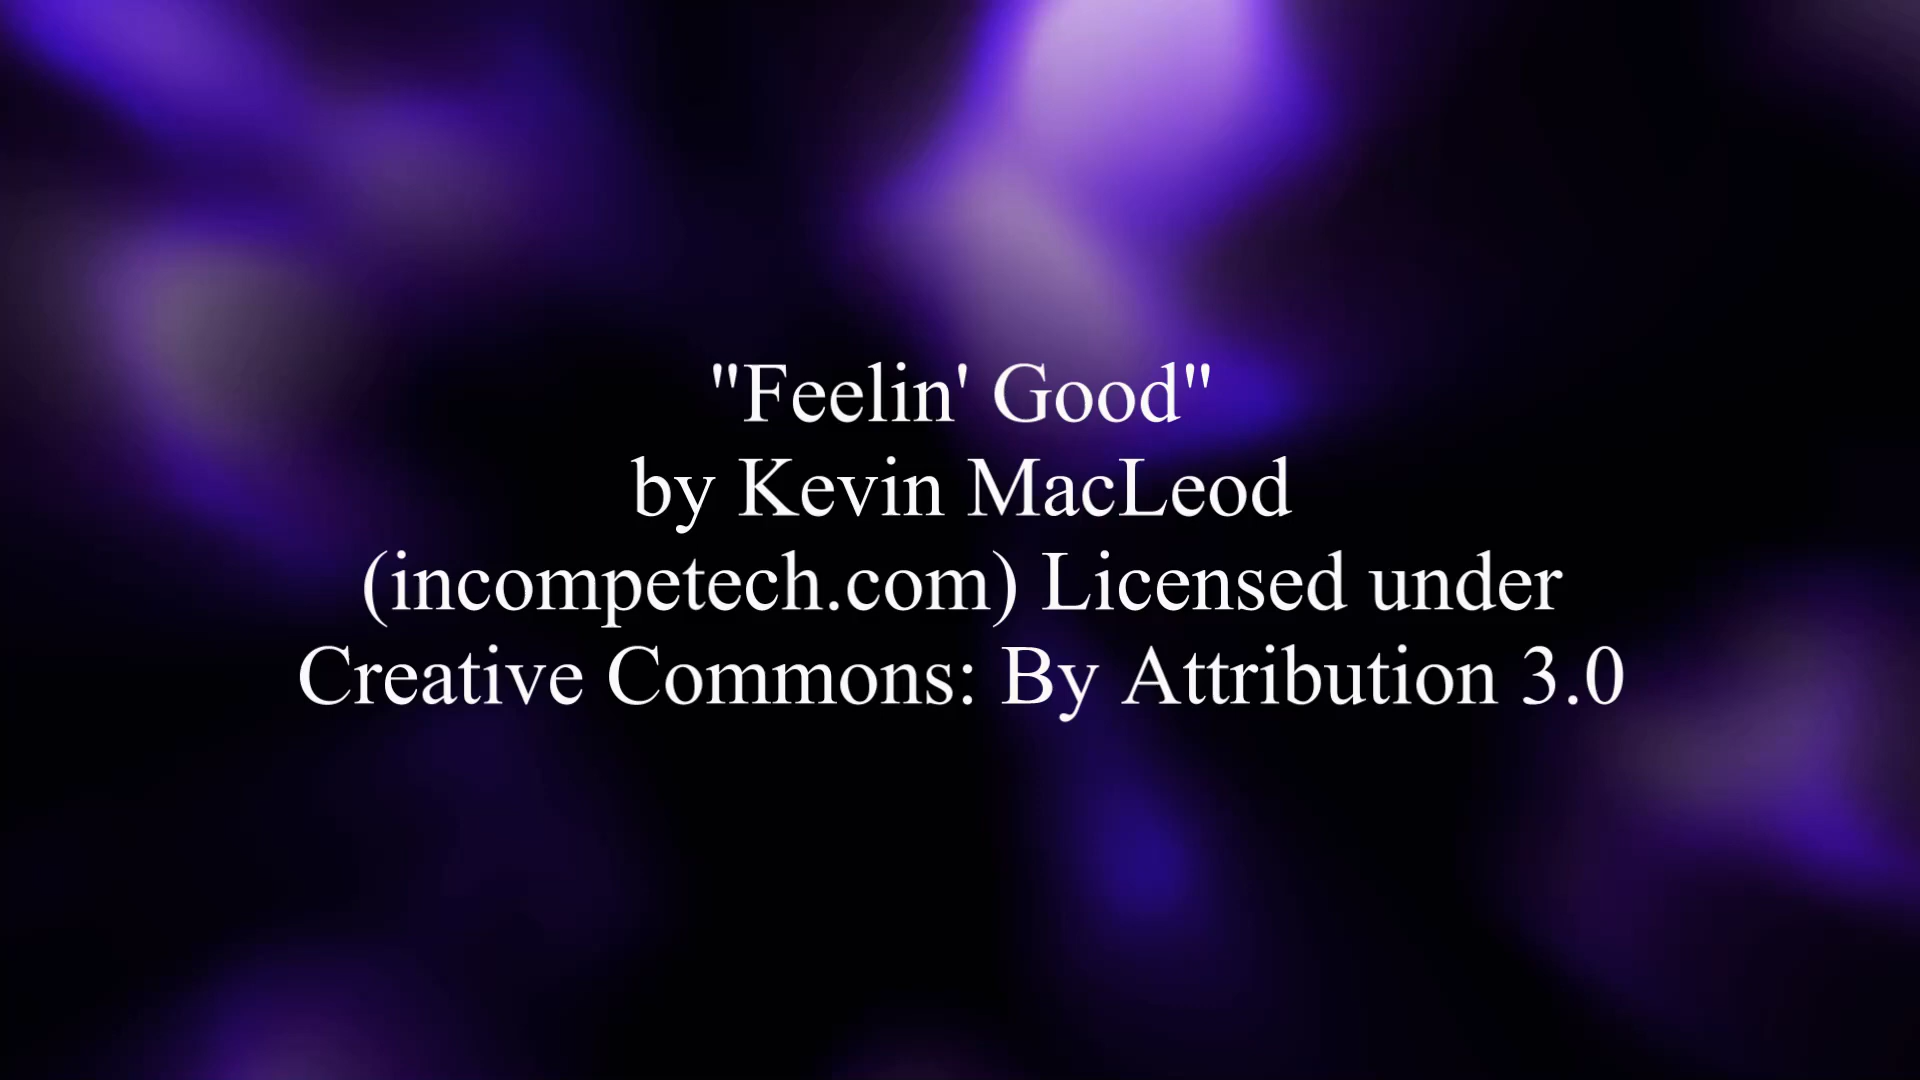 "Feelin' Good"
by Kevin MacLeod
(incompetech.com) Licensed under
Creative Commons: By Attribution 3.0